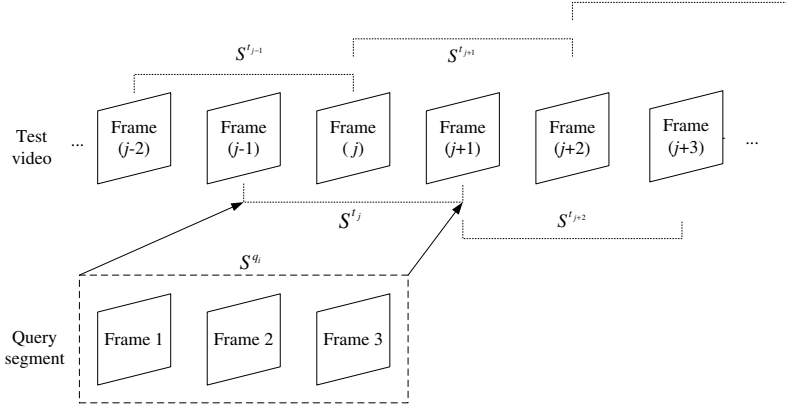 S^{t_{j-1}}
S^{t_{j+1}}
Test
video
...
Frame
(j-2)
Frame
(j-1)
Frame
( j)
Frame
(j+1)
Frame
(j+2)
Frame
(j+3)
...
S^{t_j}
S^{t_{j+2}}
S^{q_i}
Query
segment
Frame 1
Frame 2
Frame 3